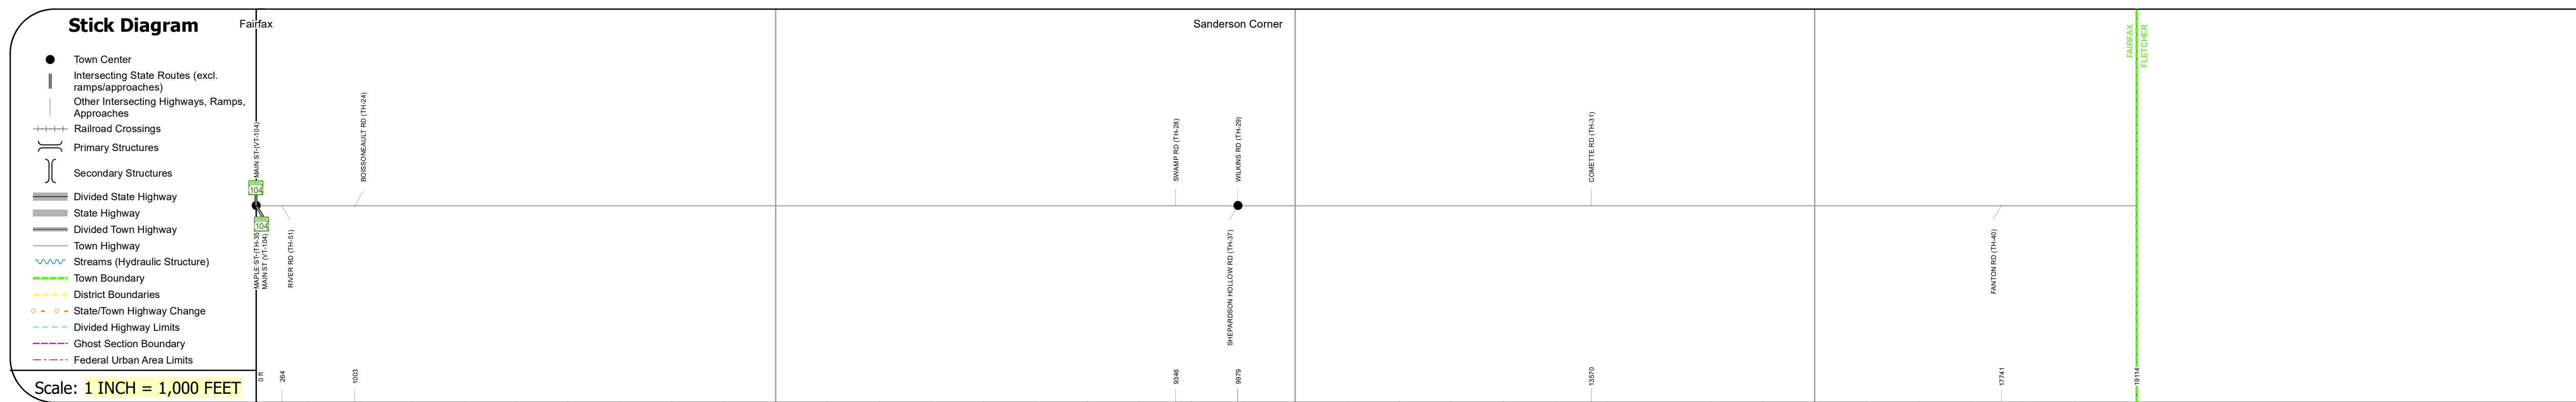 Stick Diagram
Town Center
Intersecting State Routes (excl.
ramps/approaches)
Other Intersecting Highways, Ramps,
Approaches
Railroad Crossings
Primary Structures
Secondary Structures
Divided State Highway
State Highway
Divided Town Highway
Town Highway
Streams (Hydraulic Structure)
Town Boundary
District Boundaries
State/Town Highway Change
Divided Highway Limits
Ghost Section Boundary
Federal Urban Area Limits
Scale: 1 INCH = 1,000 FEET
Fairfax
Sanderson Corner
FAIRFAX
FLETCHER
MAIN ST (VT-104)
BOISSONEAULT RD (TH-24)
SWAMP RD (TH-28)
WILKINS RD (TH-29)
COMETTE RD (TH-31)
104
104
MAPLE ST (TH-35)
MAIN ST (VT-104)
RIVER RD (TH-51)
SHEPARDSON HOLLOW RD (TH-37)
FANTON RD (TH-40)
0 ft
264
1003
9346
9979
13570
17741
19114